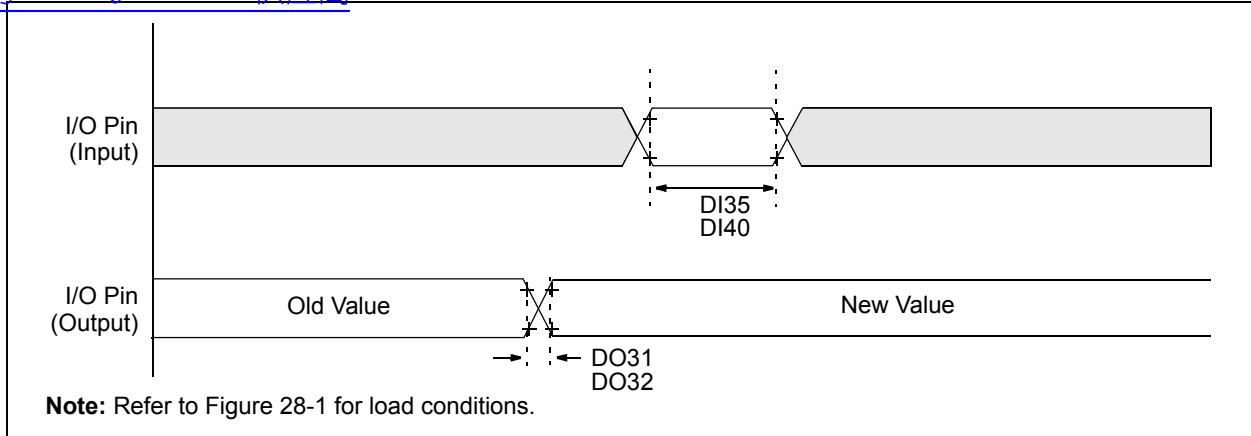 I/O Pin
(Input)
DI35
DI40
I/O Pin
(Output)
Old Value
New Value
DO31
DO32
Note: Refer to Figure 28-1 for load conditions.